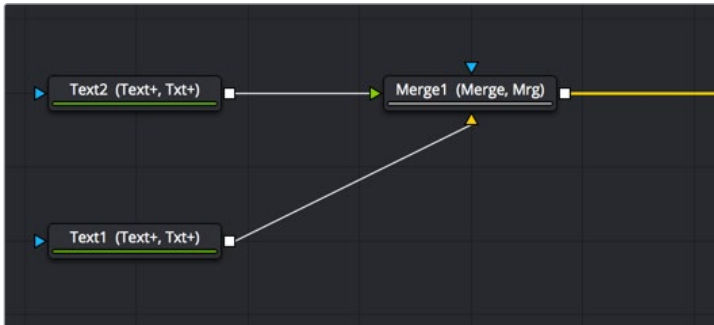 Text2 (Text+, Txt+)
Merge1 (Merge, Mrg)
Text1 (Text+, Txt+)